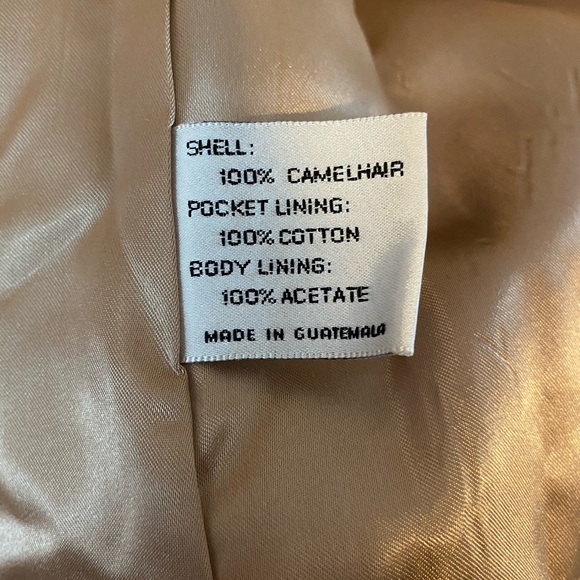 SHELL:
100% CAMELHAIR
POCKET LINING:
100% COTTON
BODY LINING:
100% ACETATE
MADE IN GUATEMALA